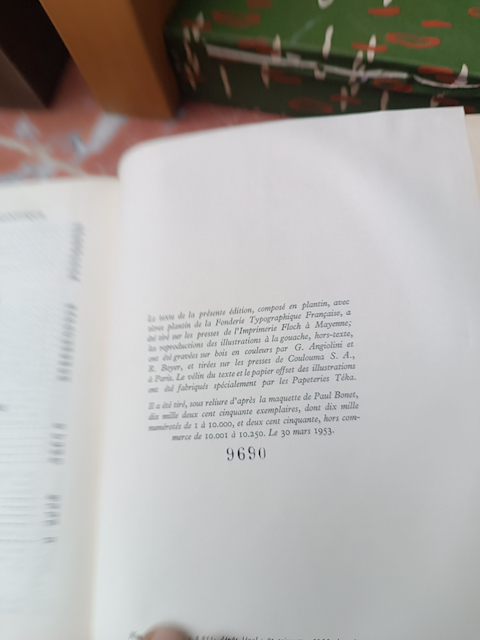 Le texte de la présente édition, composé en plantin, avec
titres plantin de la Fonderie Typographique Française, a
été tiré sur les presses de l'Imprimerie Floch à Mayenne;
les reproductions des illustrations à la gouache, hors-texte,
ont été gravées sur bois en couleurs par G. Angiolini et
R. Boyer, et tirées sur les presses de Coulouma S. A.,
à Paris. Le vélin du texte et le papier offset des illustrations
ont été fabriqués spécialement par les Papeteries Téka.
Il a été tiré, sous reliure d'après la maquette de Paul Bonet,
dix mille deux cent cinquante exemplaires, dont dix mille
numérotés de 1 à 10.000, et deux cent cinquante, hors com-
merce de 10.001 à 10.250. Le 30 mars 1953.
9690